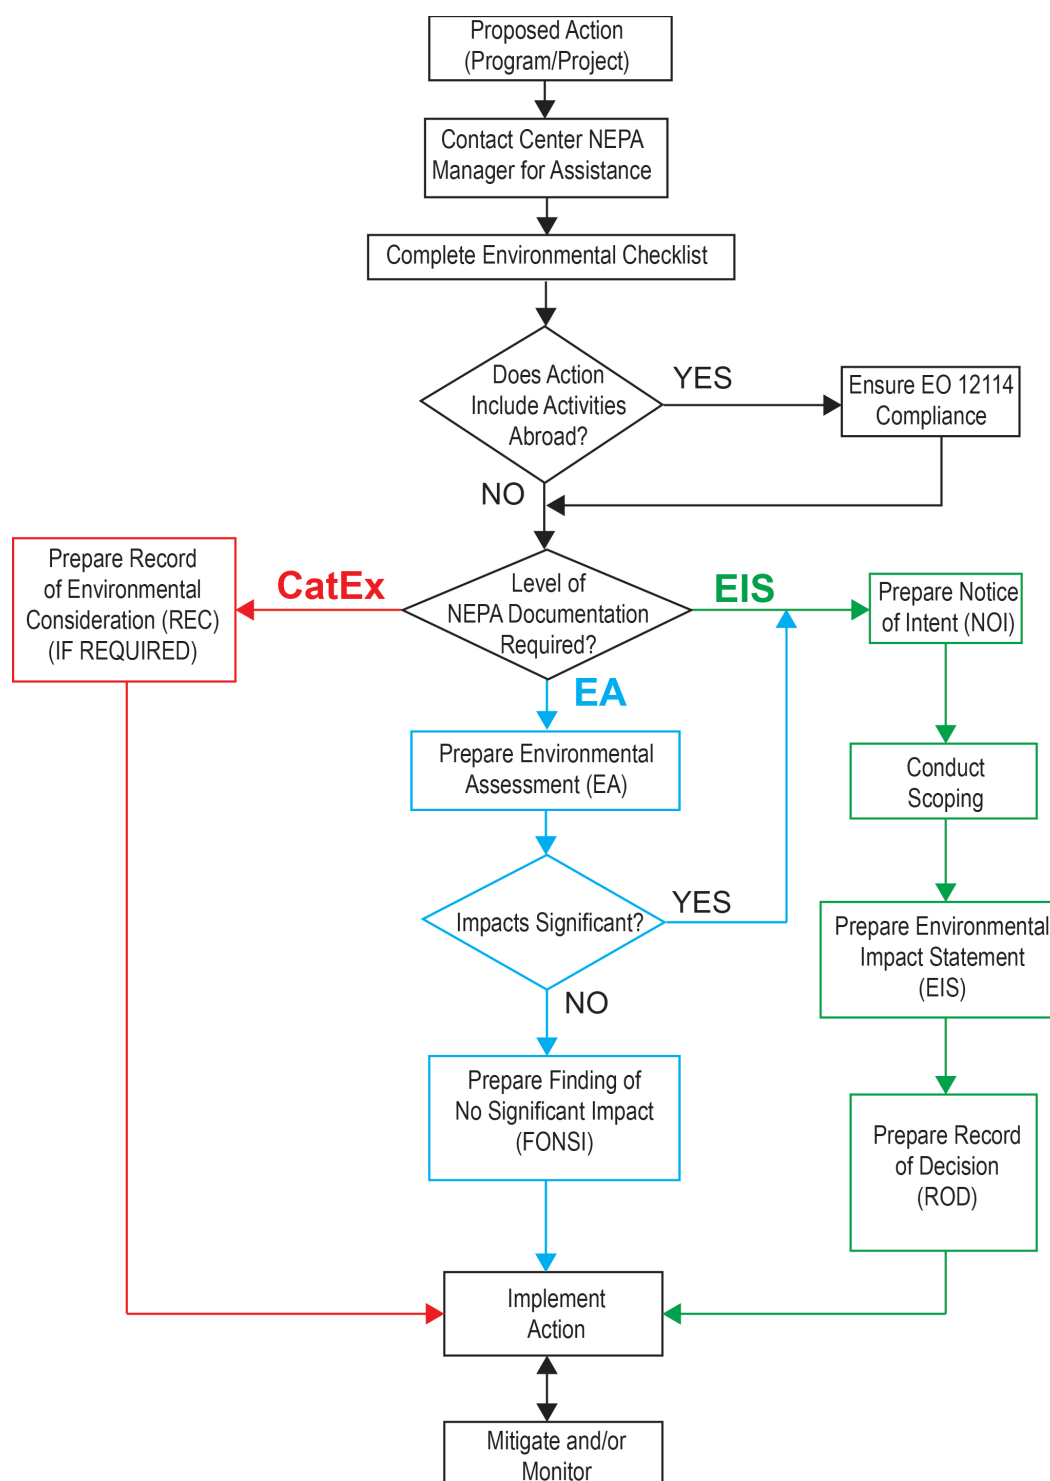 Proposed Action
(Program/Project)
Contact Center NEPA
Manager for Assistance
Complete Environmental Checklist
Does Action
Include Activities
Abroad?
YES
Ensure EO 12114
Compliance
NO
Prepare Record
of Environmental
Consideration (REC)
(IF REQUIRED)
CatEx
Level of
NEPA Documentation
Required?
EIS
Prepare Notice
of Intent (NOI)
EA
Prepare Environmental
Assessment (EA)
Conduct
Scoping
Impacts Significant?
YES
Prepare Environmental
Impact Statement
(EIS)
NO
Prepare Finding of
No Significant Impact
(FONSI)
Prepare Record
of Decision
(ROD)
Implement
Action
Mitigate and/or
Monitor